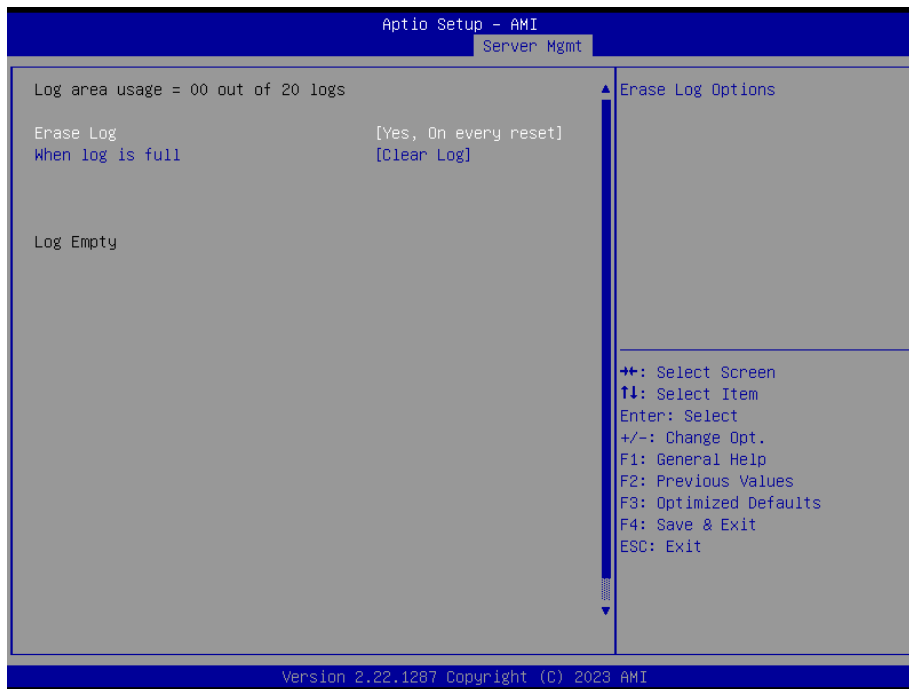 Aptio Setup – AMI
Server Mgmt
Log area usage = 00 out of 20 logs
Erase Log [Yes, On every reset]
When log is full [Clear Log]
Log Empty
Erase Log Options
→←: Select Screen
↑↓: Select Item
Enter: Select
+/-: Change Opt.
F1: General Help
F2: Previous Values
F3: Optimized Defaults
F4: Save & Exit
ESC: Exit
Version 2.22.1287 Copyright (C) 2023 AMI